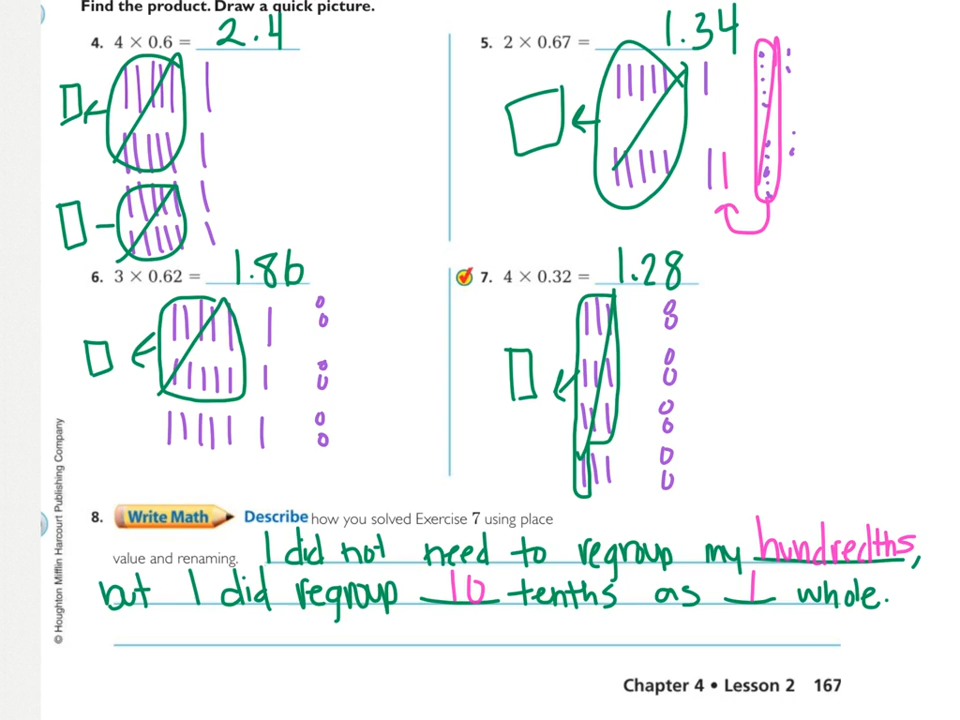 Find the product. Draw a quick picture.
4. 4 × 0.6 = 2.4
5. 2 × 0.67 = 1.34
6. 3 × 0.62 = 1.86
7. 4 × 0.32 = 1.28
8. Write Math Describe how you solved Exercise 7 using place
value and renaming. I did not need to regroup my hundredths,
but I did regroup 10 tenths as 1 whole.
© Houghton Mifflin Harcourt Publishing Company
Chapter 4 • Lesson 2 167